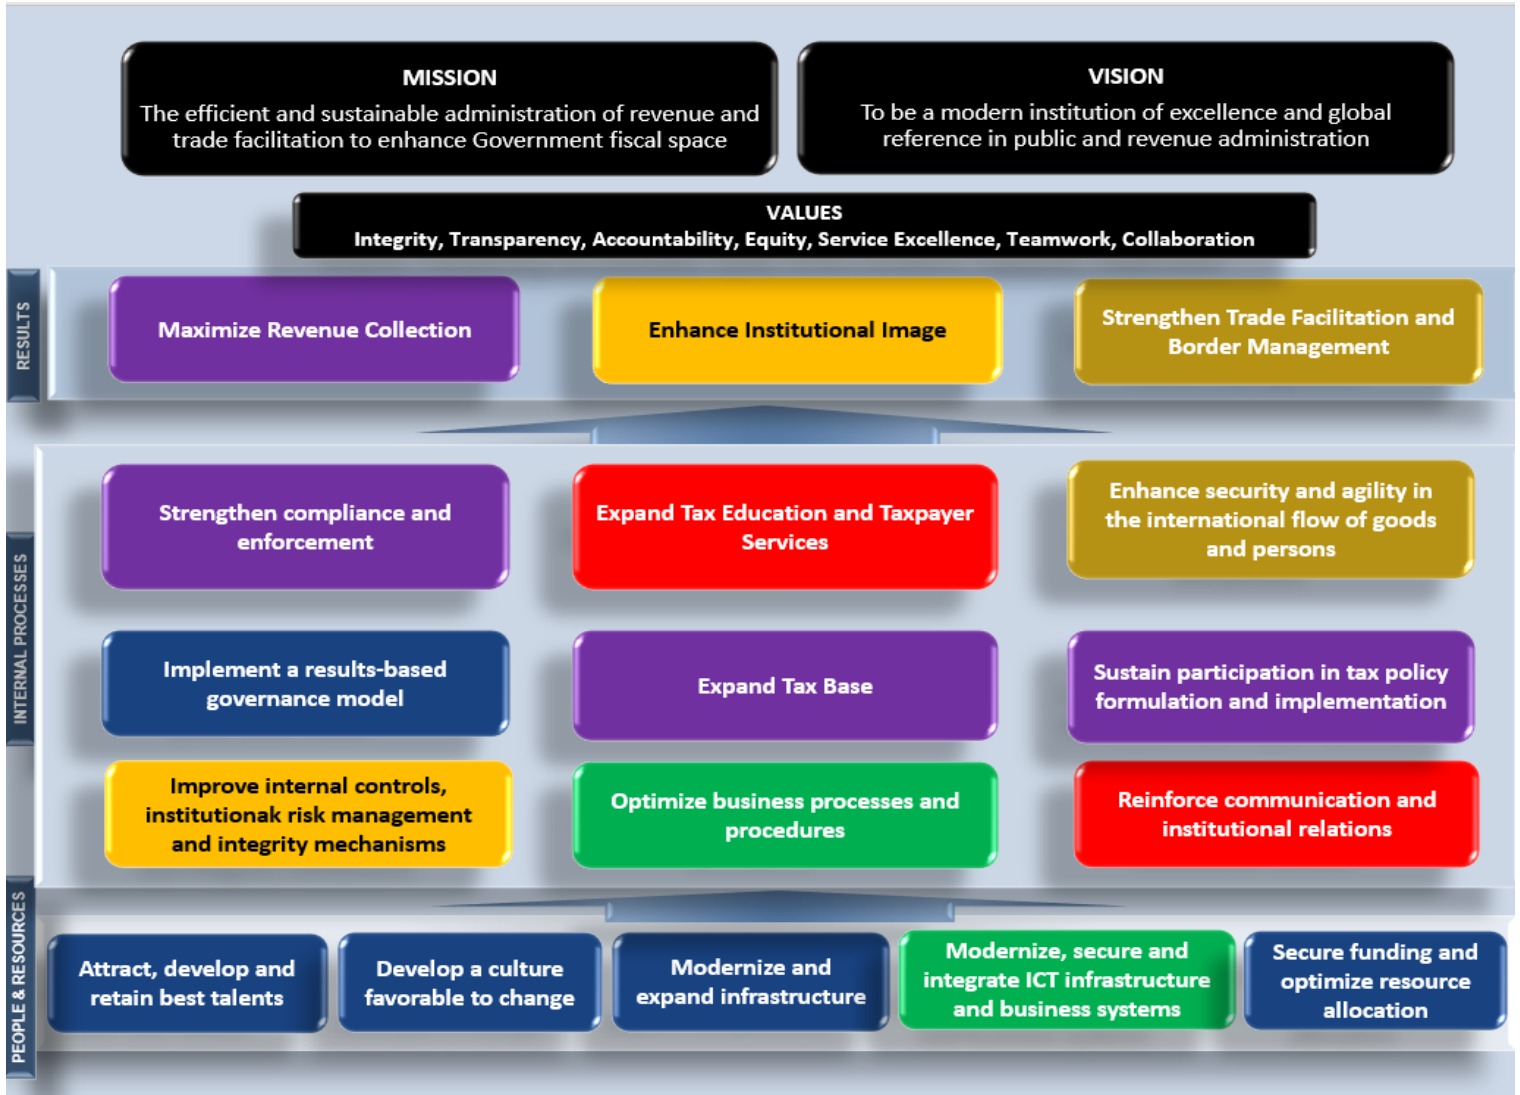 MISSION
The efficient and sustainable administration of revenue and
trade facilitation to enhance Government fiscal space
VISION
To be a modern institution of excellence and global
reference in public and revenue administration
VALUES
Integrity, Transparency, Accountability, Equity, Service Excellence, Teamwork, Collaboration
RESULTS
Maximize Revenue Collection
Enhance Institutional Image
Strengthen Trade Facilitation and
Border Management
INTERNAL PROCESSES
Strengthen compliance and
enforcement
Expand Tax Education and Taxpayer
Services
Enhance security and agility in
the international flow of goods
and persons
Implement a results-based
governance model
Expand Tax Base
Sustain participation in tax policy
formulation and implementation
Improve internal controls,
institutionak risk management
and integrity mechanisms
Optimize business processes and
procedures
Reinforce communication and
institutional relations
PEOPLE & RESOURCES
Attract, develop and
retain best talents
Develop a culture
favorable to change
Modernize and
expand infrastructure
Modernize, secure and
integrate ICT infrastructure
and business systems
Secure funding and
optimize resource
allocation